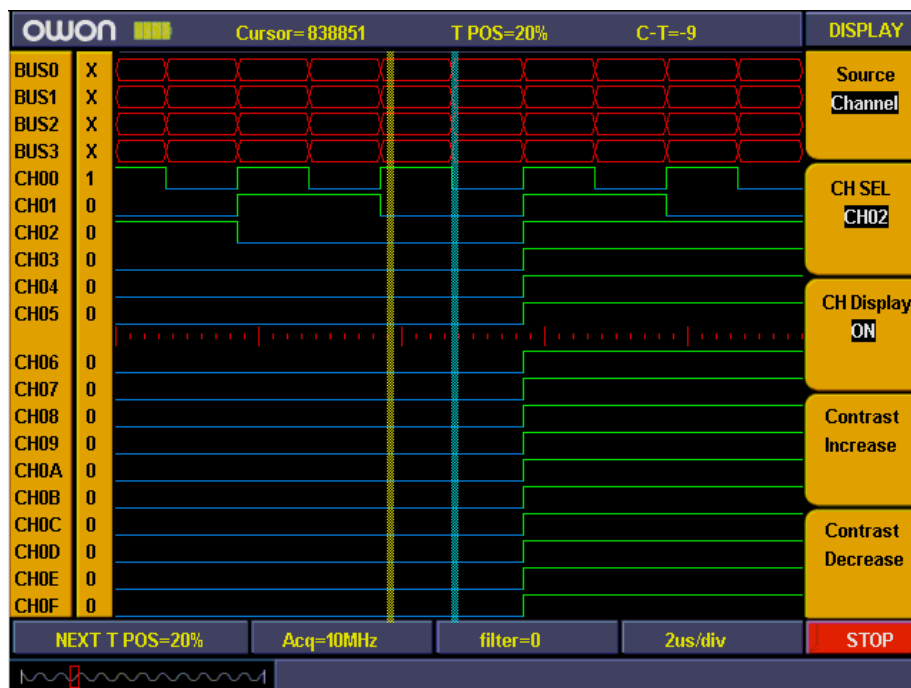 owon Cursor=838851 T POS=20% C-T=-9 DISPLAY
BUS0 X
BUS1 X
BUS2 X
BUS3 X
CH00 1
CH01 0
CH02 0
CH03 0
CH04 0
CH05 0
CH06 0
CH07 0
CH08 0
CH09 0
CH0A 0
CH0B 0
CH0C 0
CH0D 0
CH0E 0
CH0F 0
Source
Channel
CH SEL
CH02
CH Display
ON
Contrast
Increase
Contrast
Decrease
NEXT T POS=20% Acq=10MHz filter=0 2us/div STOP